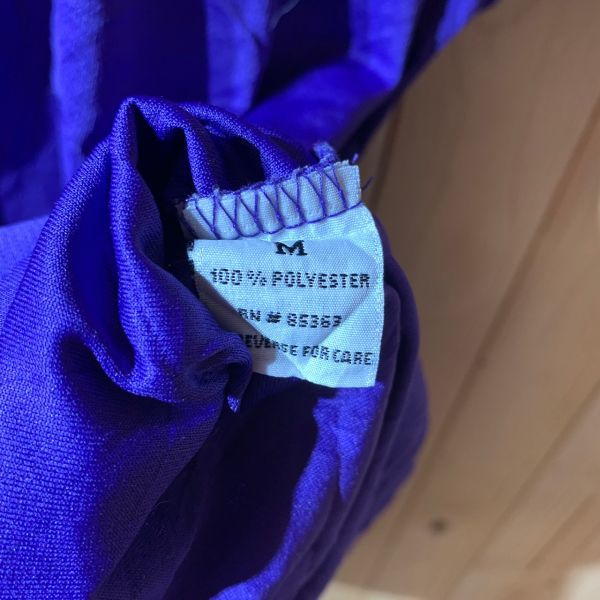 M
100 % POLYESTER
RN # 85363
REVERSE FOR CARE